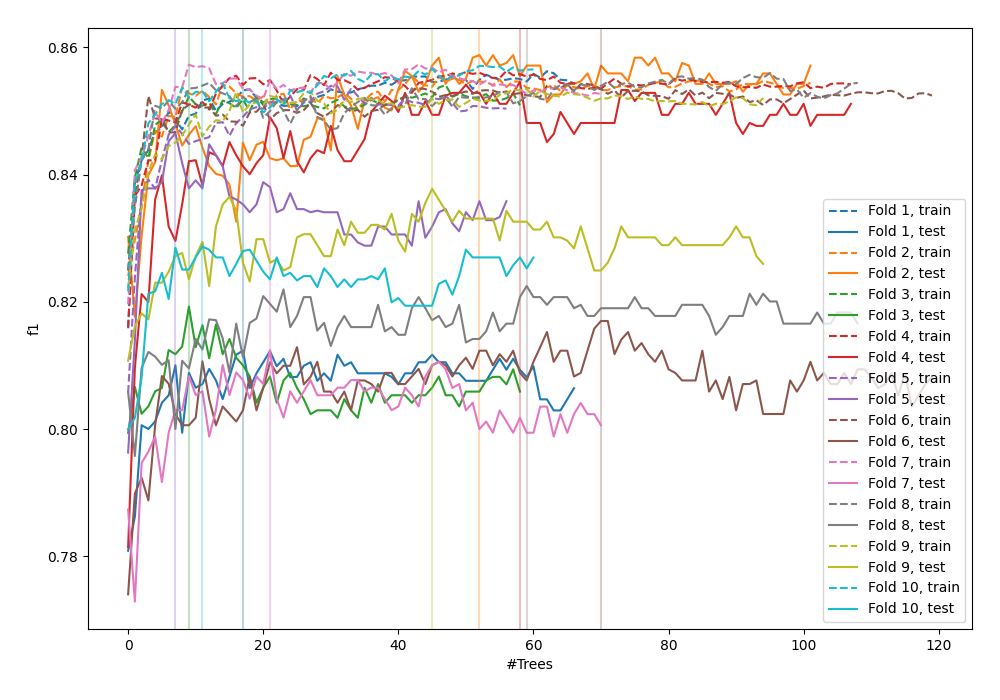 0.86
0.84
0.82
0.80
0.78
f1
0
20
40
60
80
100
120
#Trees
Fold 1, train
Fold 1, test
Fold 2, train
Fold 2, test
Fold 3, train
Fold 3, test
Fold 4, train
Fold 4, test
Fold 5, train
Fold 5, test
Fold 6, train
Fold 6, test
Fold 7, train
Fold 7, test
Fold 8, train
Fold 8, test
Fold 9, train
Fold 9, test
Fold 10, train
Fold 10, test